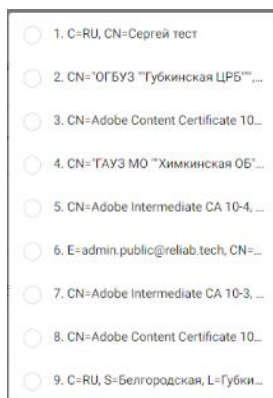 1. C=RU, CN=Сергей тест
2. CN="ОГБУЗ ""Губкинская ЦРБ""",...
3. CN=Adobe Content Certificate 10...
4. CN="ГАУЗ МО ""Химкинская ОБ"...
5. CN=Adobe Intermediate CA 10-4, ...
6. E=admin.public@reliab.tech, CN=...
7. CN=Adobe Intermediate CA 10-3, ...
8. CN=Adobe Content Certificate 10...
9. C=RU, S=Белгородская, L=Губки...